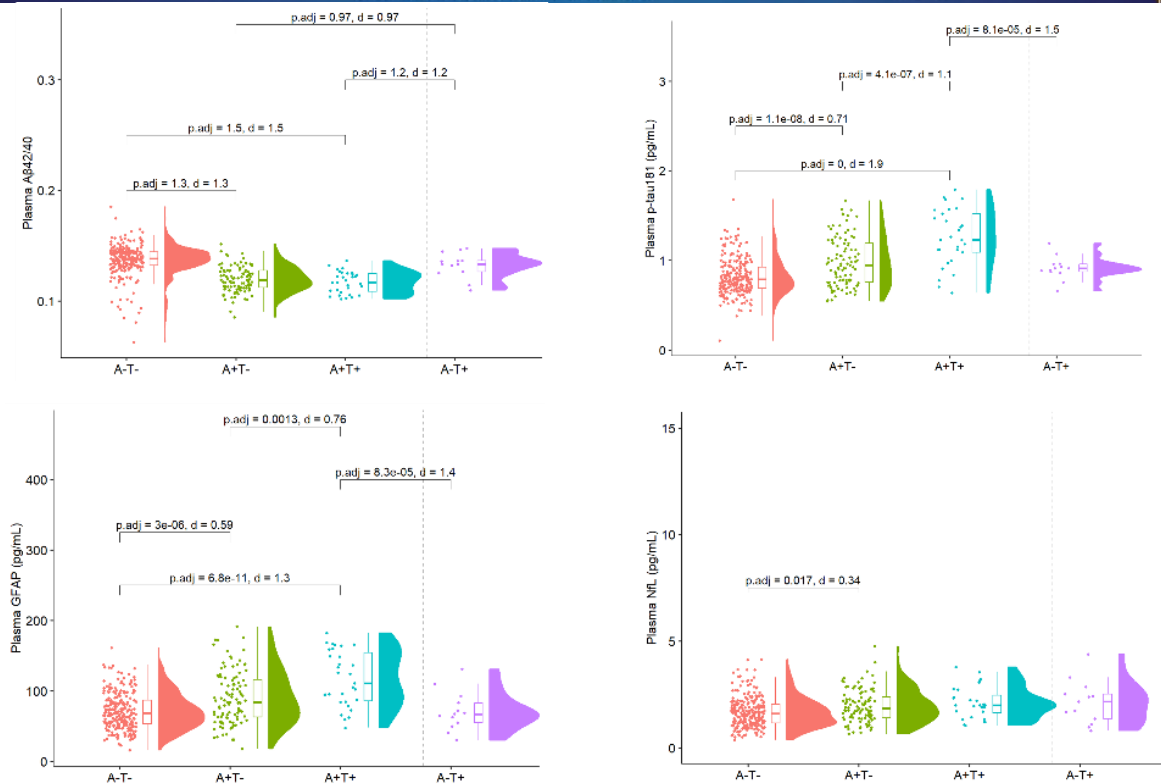 p.adj = 0.97, d = 0.97
p.adj = 1.2, d = 1.2
p.adj = 1.5, d = 1.5
p.adj = 1.3, d = 1.3
Plasma Aβ42/40
0.3
0.2
0.1
A-T-
A+T-
A+T+
A-T+
p.adj = 8.1e-05, d = 1.5
p.adj = 4.1e-07, d = 1.1
p.adj = 1.1e-08, d = 0.71
p.adj = 0, d = 1.9
Plasma p-tau181 (pg/mL)
3
2
1
0
A-T-
A+T-
A+T+
A-T+
p.adj = 0.0013, d = 0.76
p.adj = 8.3e-05, d = 1.4
p.adj = 3e-06, d = 0.59
p.adj = 6.8e-11, d = 1.3
Plasma GFAP (pg/mL)
400
300
200
100
0
A-T-
A+T-
A+T+
A-T+
p.adj = 0.017, d = 0.34
Plasma NfL (pg/mL)
15
10
5
0
A-T-
A+T-
A+T+
A-T+